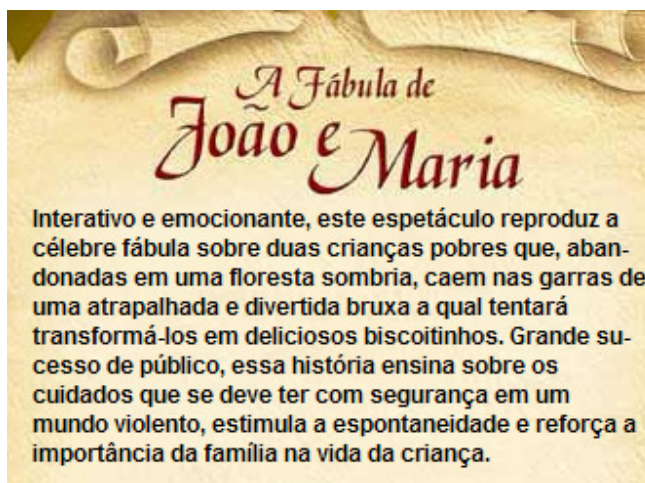 A Fábula de
João e Maria
Interativo e emocionante, este espetáculo reproduz a
célebre fábula sobre duas crianças pobres que, aban-
donadas em uma floresta sombria, caem nas garras de
uma atrapalhada e divertida bruxa a qual tentará
transformá-los em deliciosos biscoitinhos. Grande su-
cesso de público, essa história ensina sobre os
cuidados que se deve ter com segurança em um
mundo violento, estimula a espontaneidade e reforça a
importância da família na vida da criança.